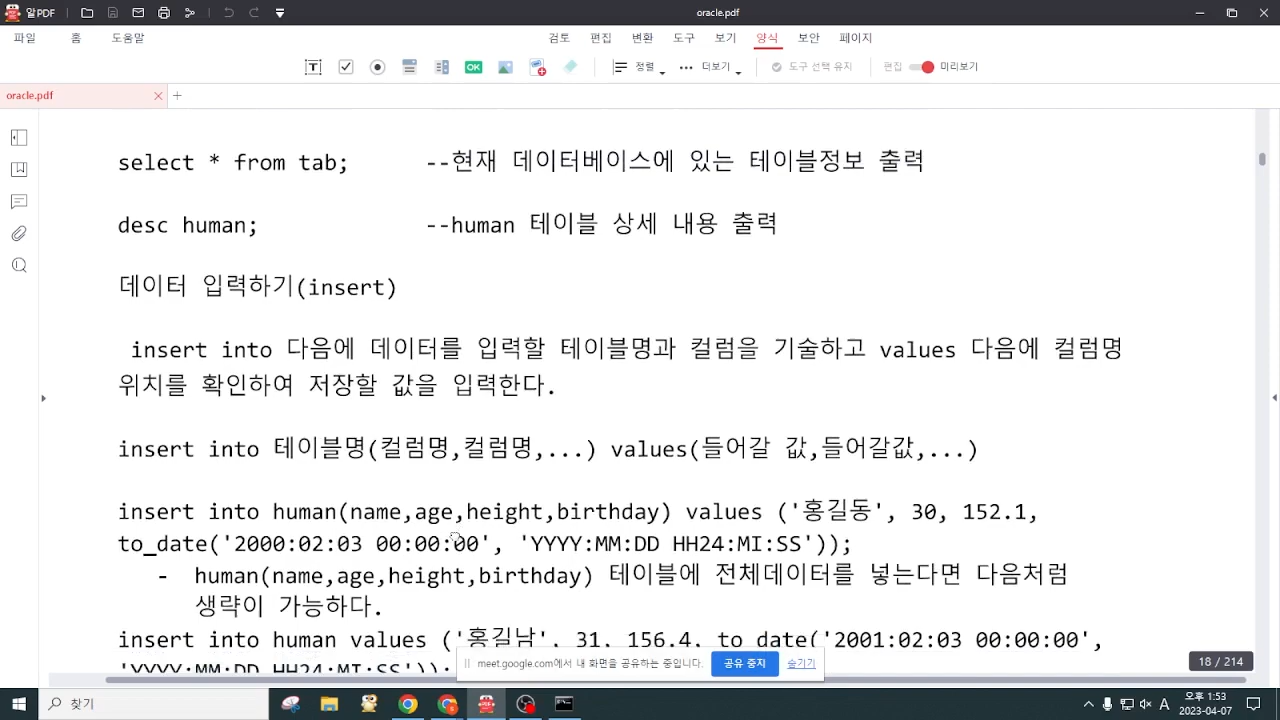 알PDF
oracle.pdf
파일 홈 도움말 검토 편집 변환 도구 보기 양식 보안 페이지
T OK 정렬 더보기 도구 선택 유지 편집 미리보기
oracle.pdf
select * from tab; --현재 데이터베이스에 있는 테이블정보 출력
desc human; --human 테이블 상세 내용 출력
데이터 입력하기(insert)
insert into 다음에 데이터를 입력할 테이블명과 컬럼을 기술하고 values 다음에 컬럼명
위치를 확인하여 저장할 값을 입력한다.
insert into 테이블명(컬럼명,컬럼명,...) values(들어갈 값,들어갈값,...)
insert into human(name,age,height,birthday) values ('홍길동', 30, 152.1,
to_date('2000:02:03 00:00:00', 'YYYY:MM:DD HH24:MI:SS'));
- human(name,age,height,birthday) 테이블에 전체데이터를 넣는다면 다음처럼
생략이 가능하다.
insert into human values ('홍길남', 31, 156.4, to_date('2001:02:03 00:00:00',
'YYYY:MM:DD HH24:MI:SS'));
meet.google.com에서 내 화면을 공유하는 중입니다. 공유 중지 숨기기
18 / 214
찾기
A 오후 1:53
2023-04-07